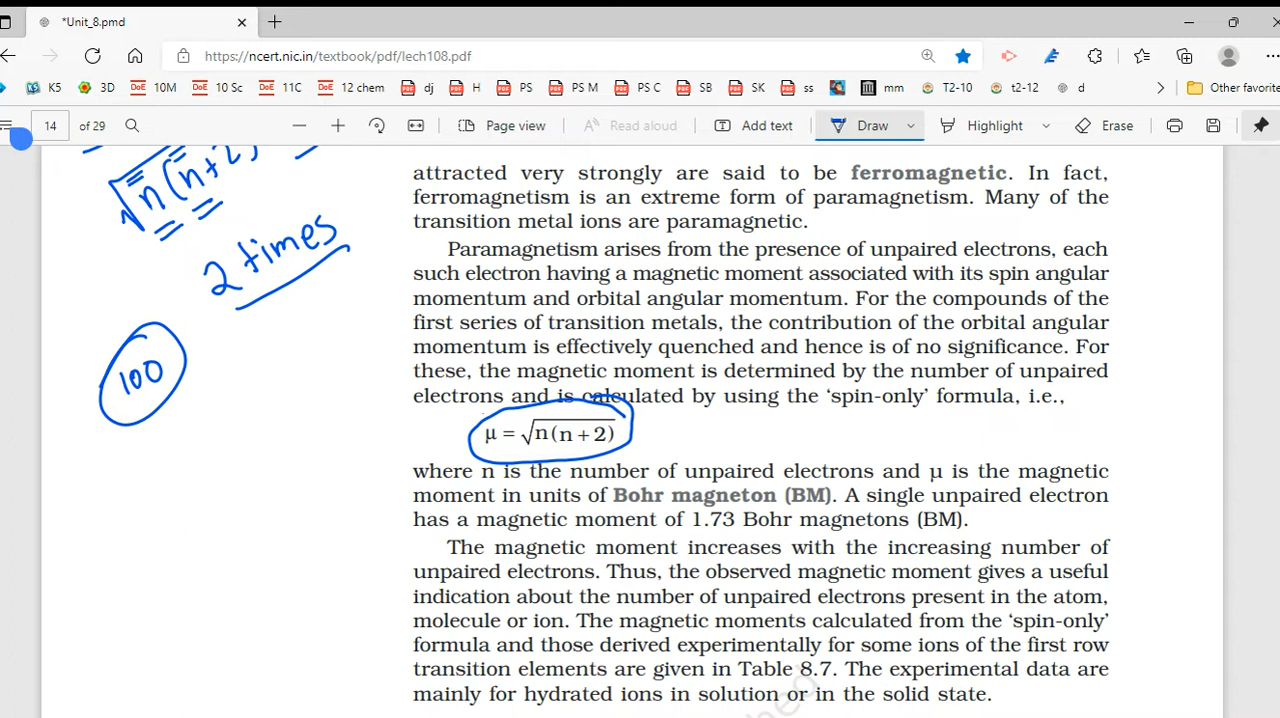 *Unit_8.pmd
https://ncert.nic.in/textbook/pdf/lech108.pdf
K5 3D 10M 10 Sc 11C 12 chem dj H PS PS M PS C SB SK ss mm T2-10 t2-12 d Other favorite
14 of 29 Page view Read aloud Add text Draw Highlight Erase
√n(n+2)
2 times
100
attracted very strongly are said to be ferromagnetic. In fact,
ferromagnetism is an extreme form of paramagnetism. Many of the
transition metal ions are paramagnetic.
Paramagnetism arises from the presence of unpaired electrons, each
such electron having a magnetic moment associated with its spin angular
momentum and orbital angular momentum. For the compounds of the
first series of transition metals, the contribution of the orbital angular
momentum is effectively quenched and hence is of no significance. For
these, the magnetic moment is determined by the number of unpaired
electrons and is calculated by using the ‘spin-only’ formula, i.e.,
μ = √n(n + 2)
where n is the number of unpaired electrons and μ is the magnetic
moment in units of Bohr magneton (BM). A single unpaired electron
has a magnetic moment of 1.73 Bohr magnetons (BM).
The magnetic moment increases with the increasing number of
unpaired electrons. Thus, the observed magnetic moment gives a useful
indication about the number of unpaired electrons present in the atom,
molecule or ion. The magnetic moments calculated from the ‘spin-only’
formula and those derived experimentally for some ions of the first row
transition elements are given in Table 8.7. The experimental data are
mainly for hydrated ions in solution or in the solid state.